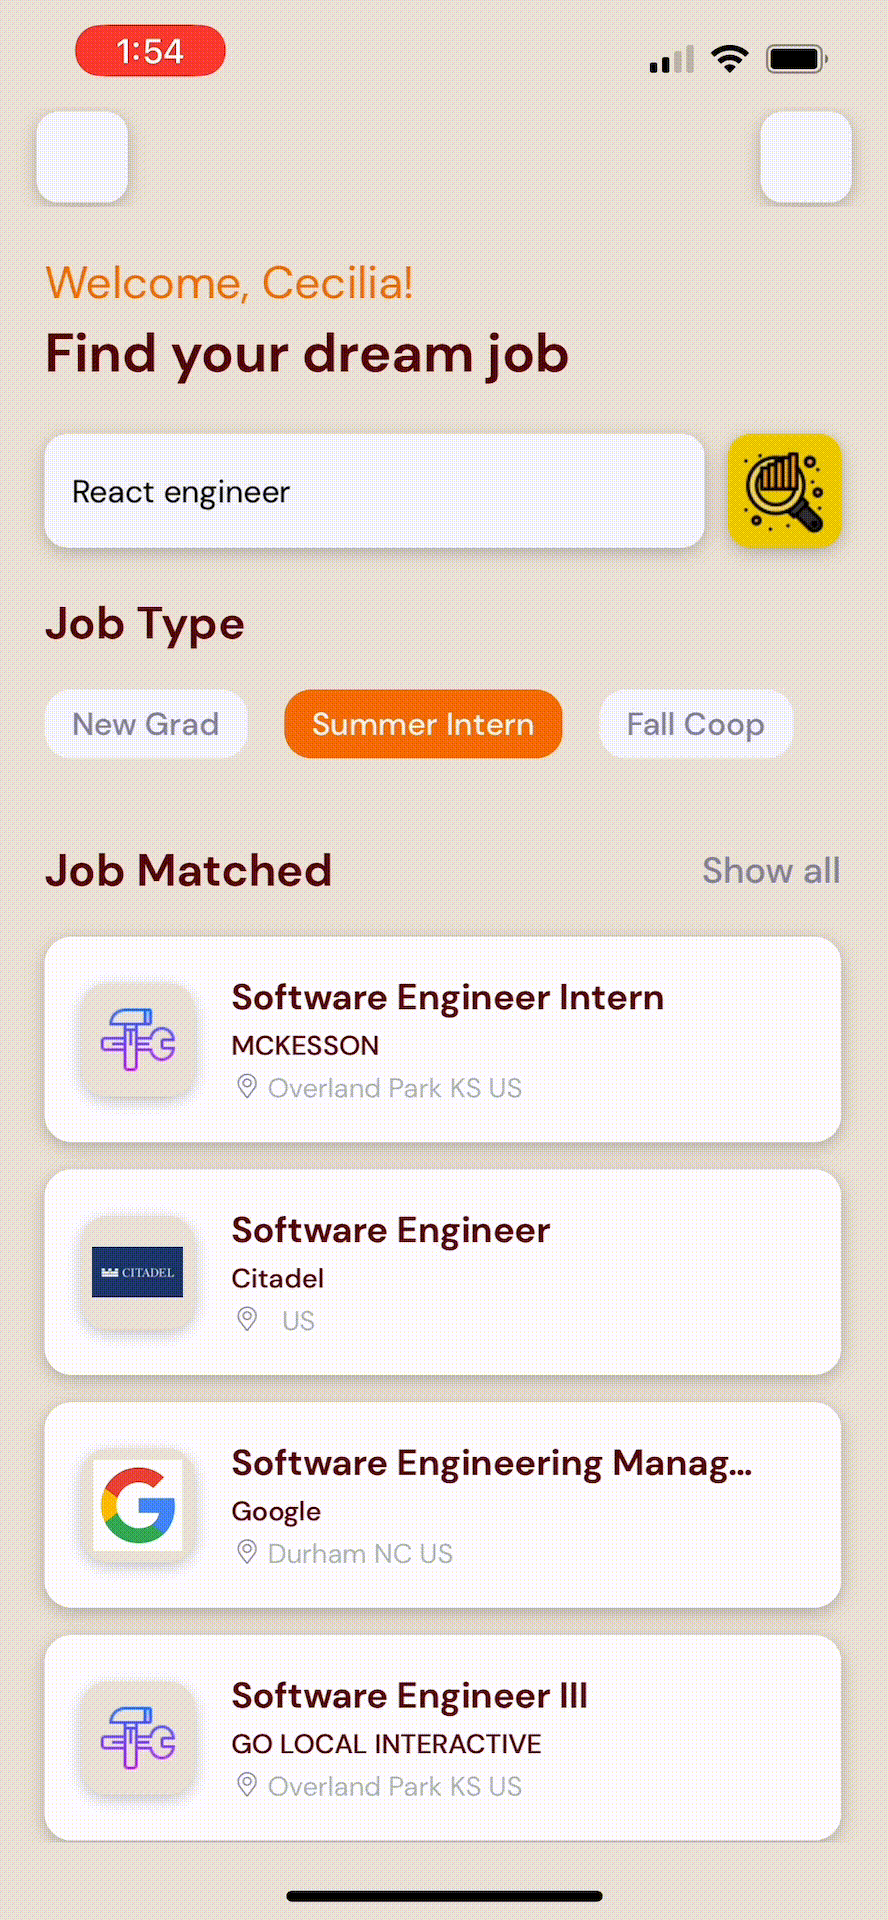 1:54
Welcome, Cecilia!
Find your dream job
React engineer
Job Type
New Grad
Summer Intern
Fall Coop
Job Matched
Show all
Software Engineer Intern
MCKESSON
Overland Park KS US
CITADEL
Software Engineer
Citadel
US
G
Software Engineering Manag...
Google
Durham NC US
Software Engineer III
GO LOCAL INTERACTIVE
Overland Park KS US